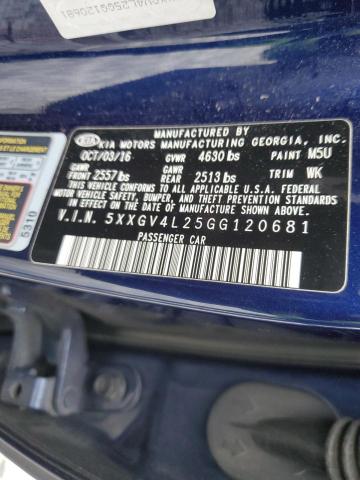 MANUFACTURED BY
KIA KIA MOTORS MANUFACTURING GEORGIA, INC.
OCT/03/16 GVWR 4630 lbs PAINT M5U
GAWR FRONT 2557 lbs GAWR REAR 2513 lbs TRIM WK
THIS VEHICLE CONFORMS TO ALL APPLICABLE U.S.
FEDERAL MOTOR VEHICLE SAFETY,
BUMPER, AND THEFT PREVENTION STANDARDS
IN EFFECT ON THE DATE OF MANUFACTURE
SHOWN ABOVE.
V.I.N. 5XXGV4L25GG120681
PASSENGER CAR
5310